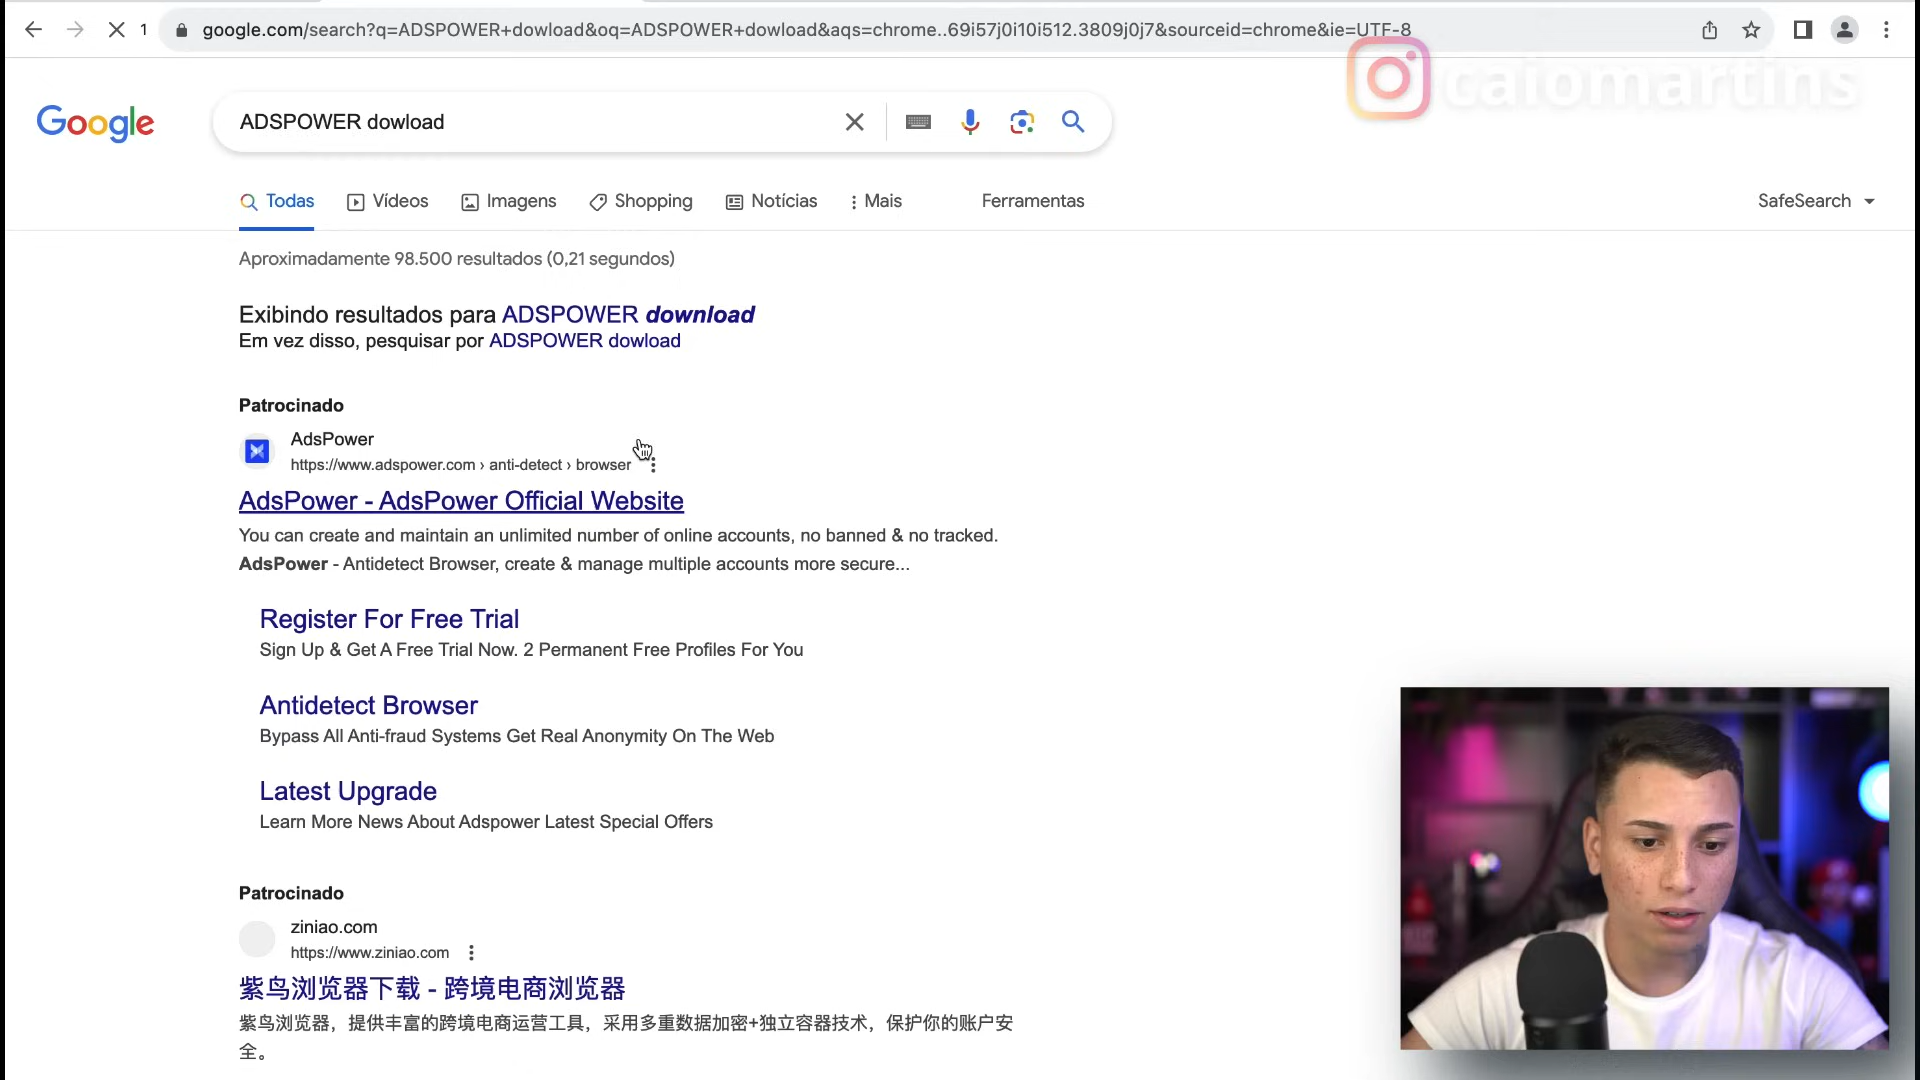 1 google.com/search?q=ADSPOWER+dowload&oq=ADSPOWER+dowload&aqs=chrome..69i57j0i10i512.3809j0j7&sourceid=chrome&ie=UTF-8
caiomartins
Google
ADSPOWER dowload
Todas Vídeos Imagens Shopping Notícias Mais Ferramentas SafeSearch
Aproximadamente 98.500 resultados (0,21 segundos)
Exibindo resultados para ADSPOWER download
Em vez disso, pesquisar por ADSPOWER dowload
Patrocinado
AdsPower
https://www.adspower.com › anti-detect › browser
AdsPower - AdsPower Official Website
You can create and maintain an unlimited number of online accounts, no banned & no tracked.
AdsPower - Antidetect Browser, create & manage multiple accounts more secure...
Register For Free Trial
Sign Up & Get A Free Trial Now. 2 Permanent Free Profiles For You
Antidetect Browser
Bypass All Anti-fraud Systems Get Real Anonymity On The Web
Latest Upgrade
Learn More News About Adspower Latest Special Offers
Patrocinado
ziniao.com
https://www.ziniao.com
紫鸟浏览器下载 - 跨境电商浏览器
紫鸟浏览器，提供丰富的跨境电商运营工具，采用多重数据加密+独立容器技术，保护你的账户安
全。